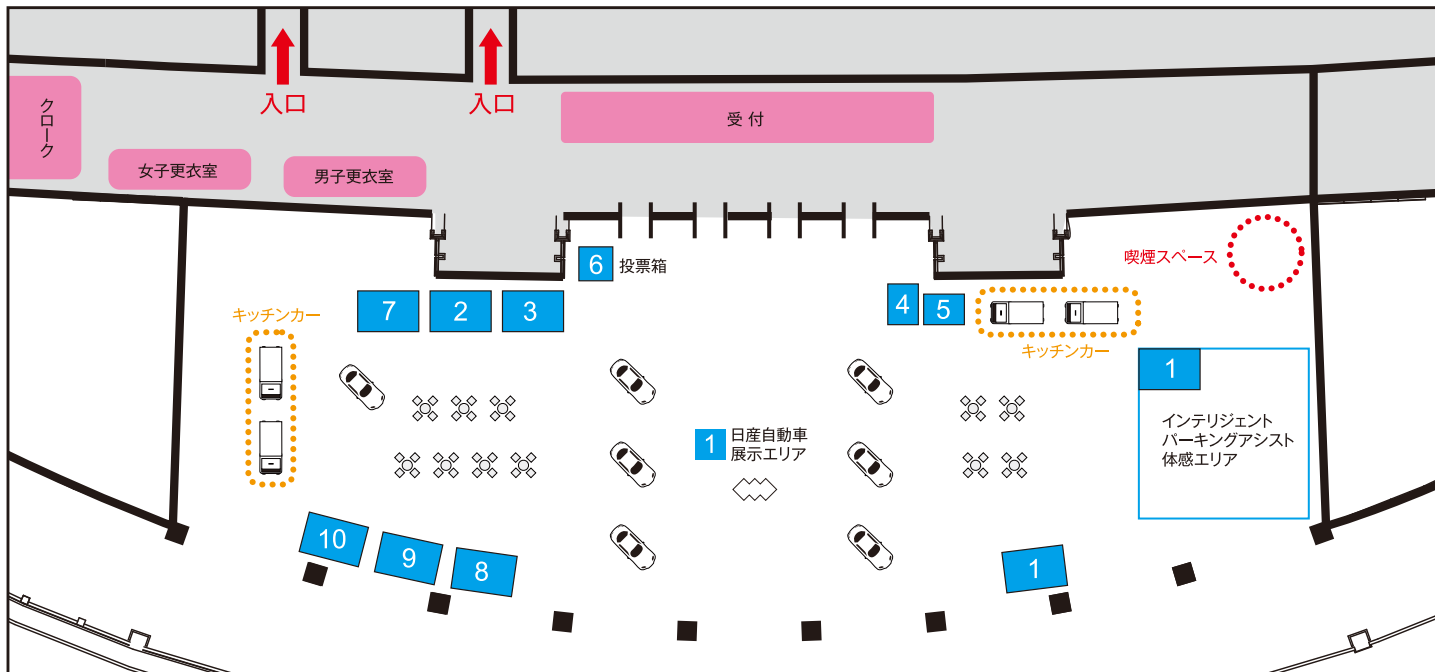 入口
入口
受付
クローク
女子更衣室
男子更衣室
6 投票箱
喫煙スペース
7
2
3
4
5
キッチンカー
キッチンカー
1
インテリジェント
パーキングアシスト
体感エリア
1 日産自動車
展示エリア
10
9
8
1